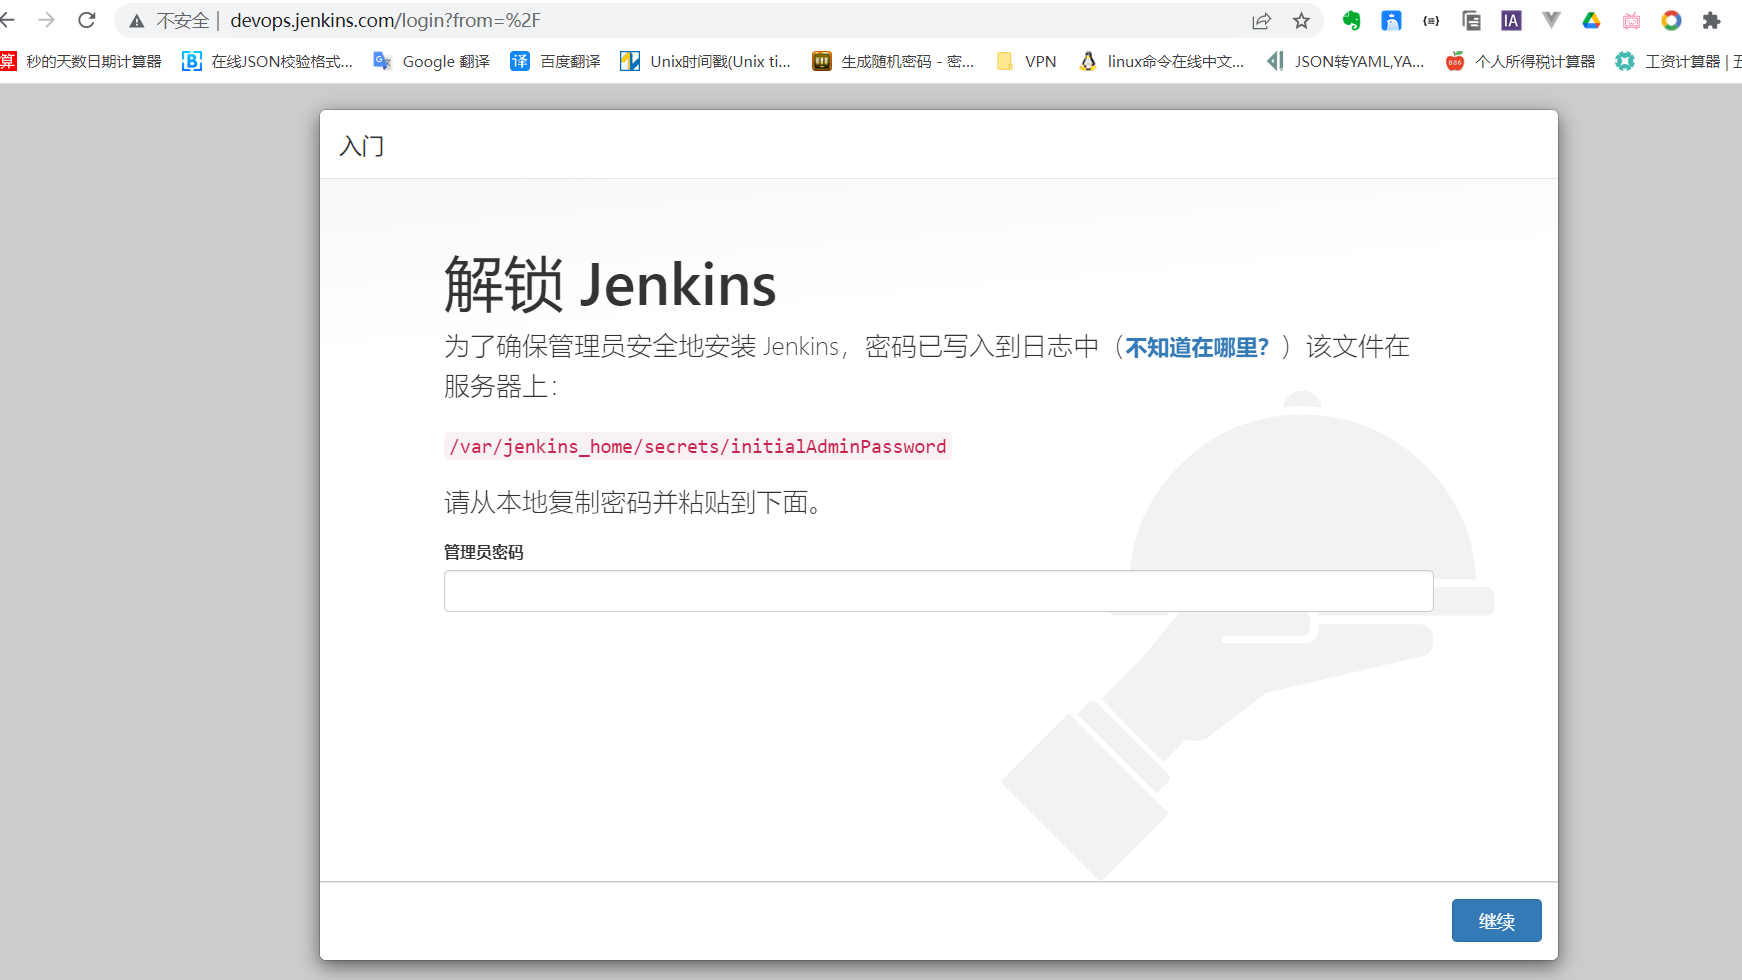 不安全 | devops.jenkins.com/login?from=%2F
算 秒的天数日期计算器 在线JSON校验格式... Google 翻译 译 百度翻译 Unix时间戳(Unix ti... 生成随机密码 - 密... VPN linux命令在线中文... JSON转YAML,YA... 个人所得税计算器 工资计算器 | 五
入门
解锁 Jenkins
为了确保管理员安全地安装 Jenkins，密码已写入到日志中（不知道在哪里？）该文件在
服务器上：
/var/jenkins_home/secrets/initialAdminPassword
请从本地复制密码并粘贴到下面。
管理员密码
继续